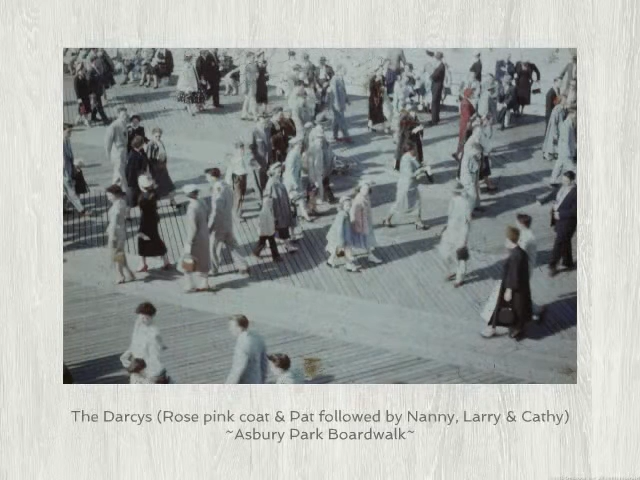 The Darcys (Rose pink coat & Pat followed by Nanny, Larry & Cathy)
~Asbury Park Boardwalk~